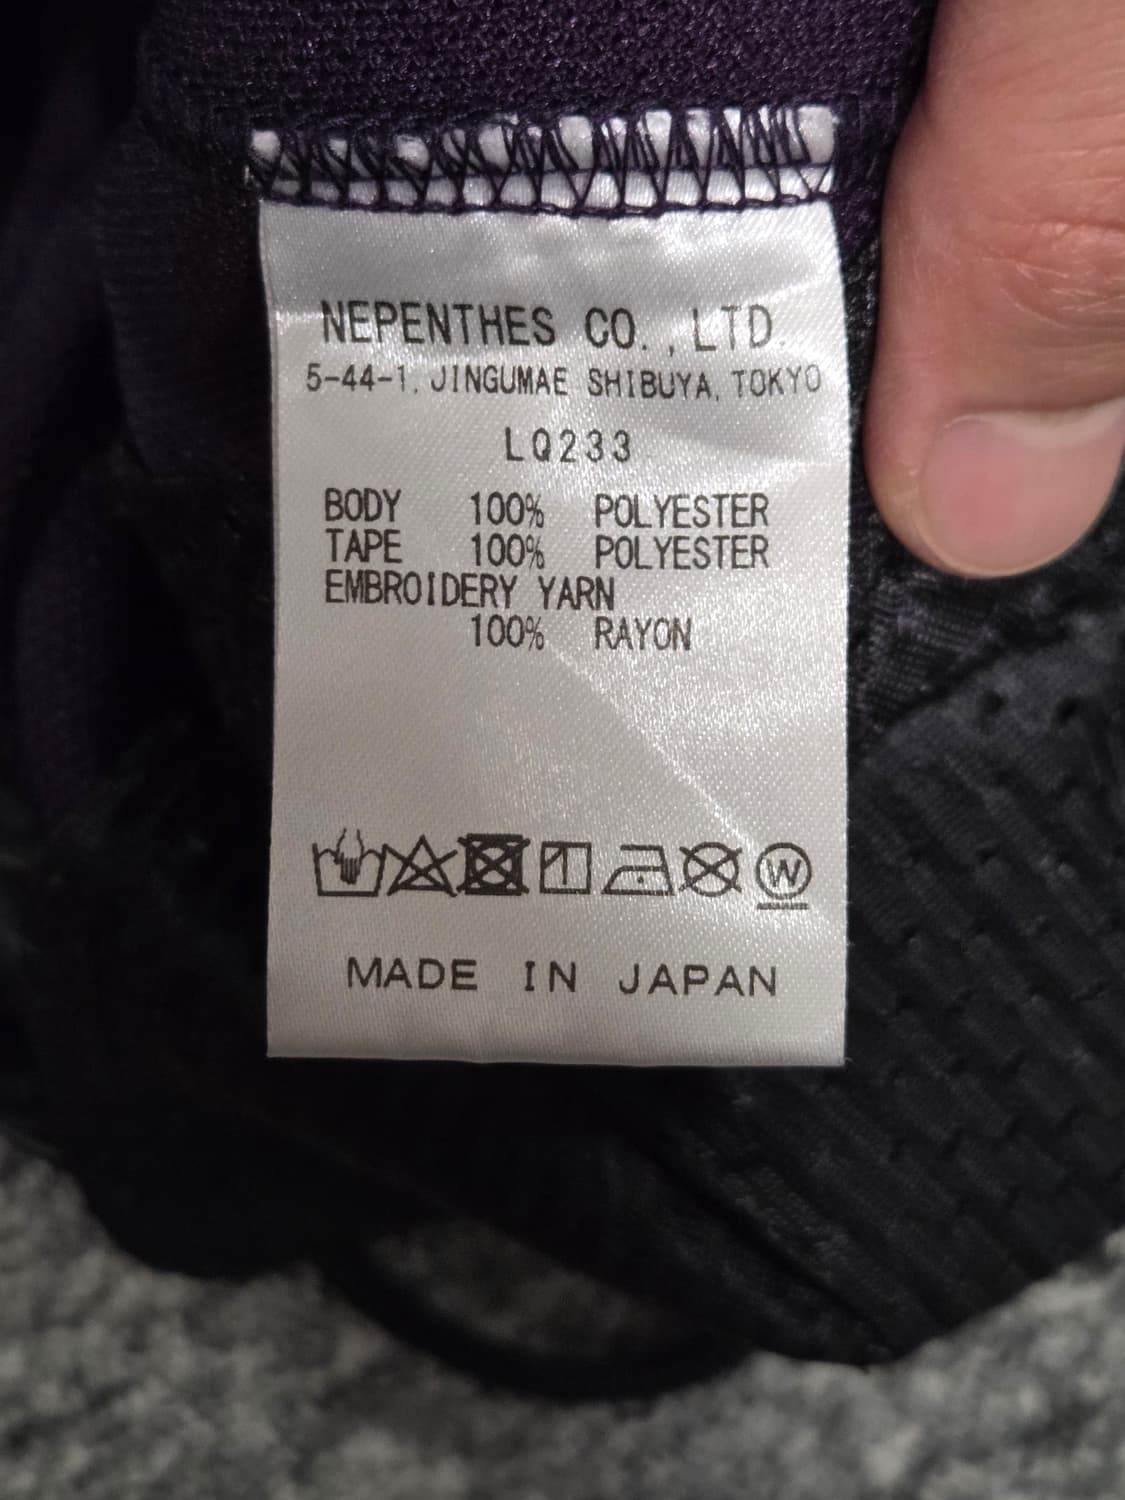 NEPENTHES CO.,LTD.
5-44-1, JINGUMAE SHIBUYA, TOKYO
LQ233
BODY 100% POLYESTER
TAPE 100% POLYESTER
EMBROIDERY YARN
100% RAYON
W
MADE IN JAPAN